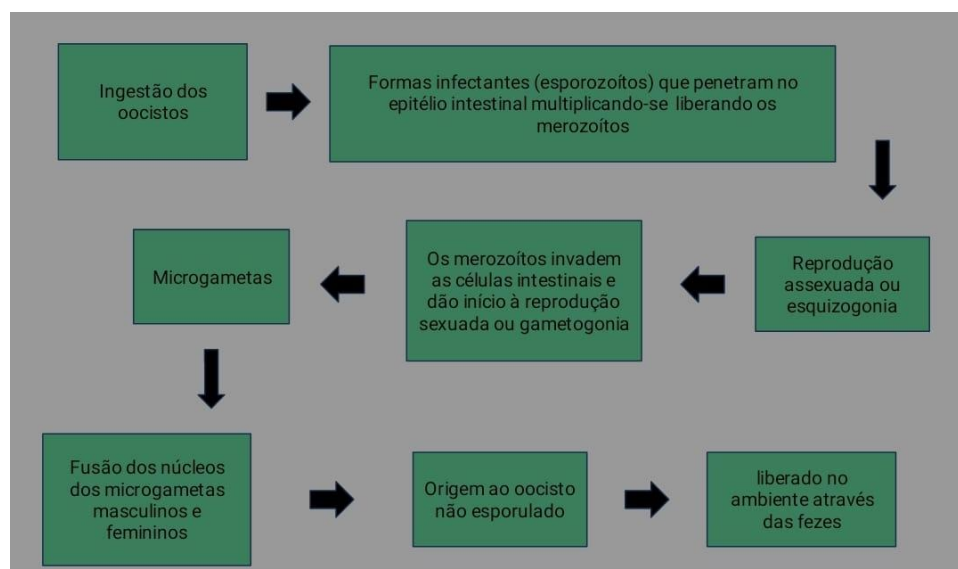 Ingestão dos
oocistos
Formas infectantes (esporozoítos) que penetram no
epitélio intestinal multiplicando-se liberando os
merozoítos
Reprodução
assexuada ou
esquizogonia
Os merozoítos invadem
as células intestinais e
dão início à reprodução
sexuada ou gametogonia
Microgametas
Fusão dos núcleos
dos microgametas
masculinos e
femininos
Origem ao oocisto
não esporulado
liberado no
ambiente através
das fezes